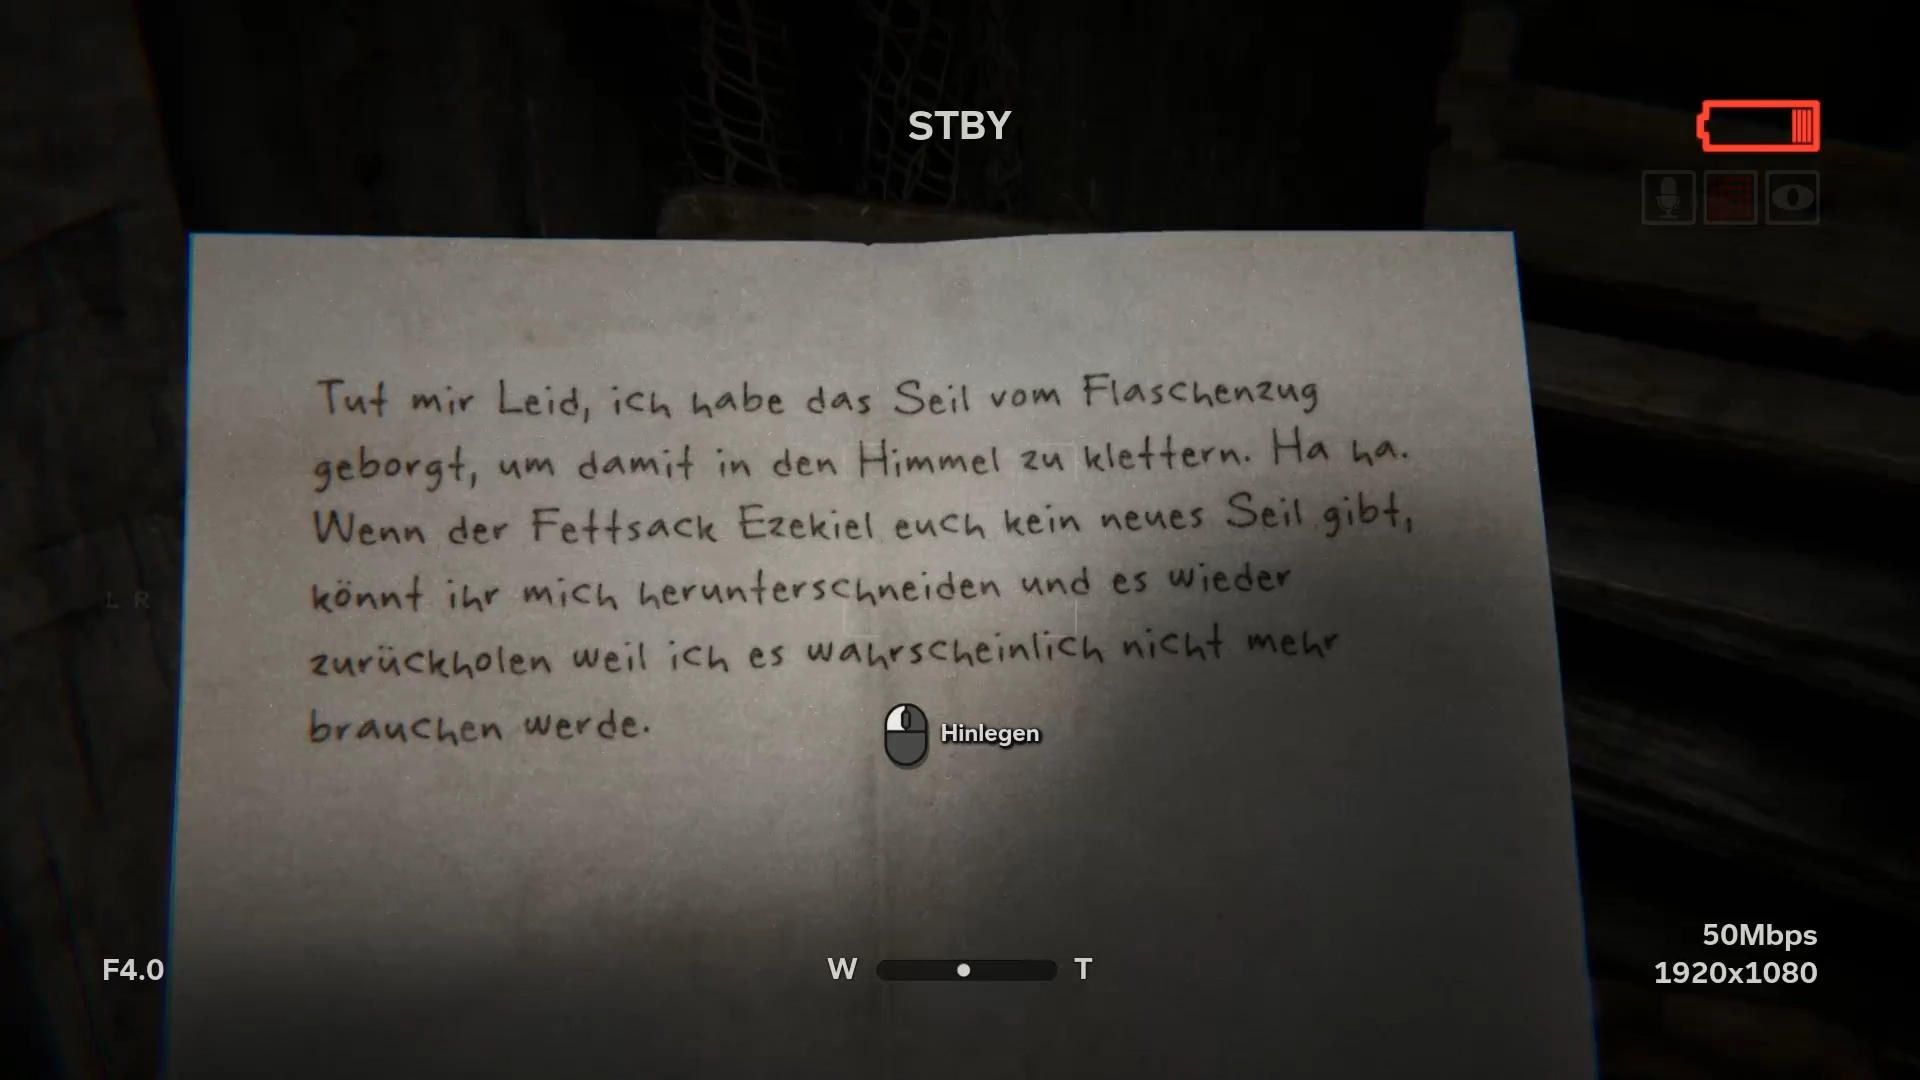 STBY
Tut mir Leid, ich habe das Seil vom Flaschenzug
geborgt, um damit in den Himmel zu klettern. Ha ha.
Wenn der Fettsack Ezekiel euch kein neues Seil gibt,
könnt ihr mich herunterschneiden und es wieder
zurückholen weil ich es wahrscheinlich nicht mehr
brauchen werde.
Hinlegen
L R
F4.0
W T
50Mbps
1920x1080